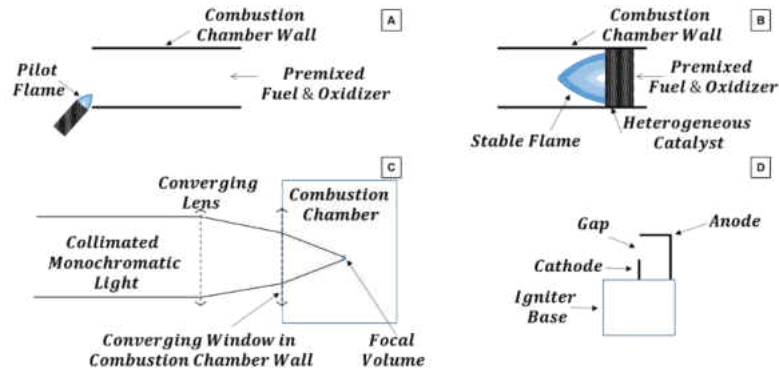 A
Combustion
Chamber Wall
Pilot
Flame
Premixed
Fuel & Oxidizer
B
Combustion
Chamber Wall
Premixed
Fuel & Oxidizer
Stable Flame
Heterogeneous
Catalyst
C
Converging
Lens
Combustion
Chamber
Collimated
Monochromatic
Light
Converging Window in
Combustion Chamber Wall
Focal
Volume
D
Gap
Anode
Cathode
Igniter
Base